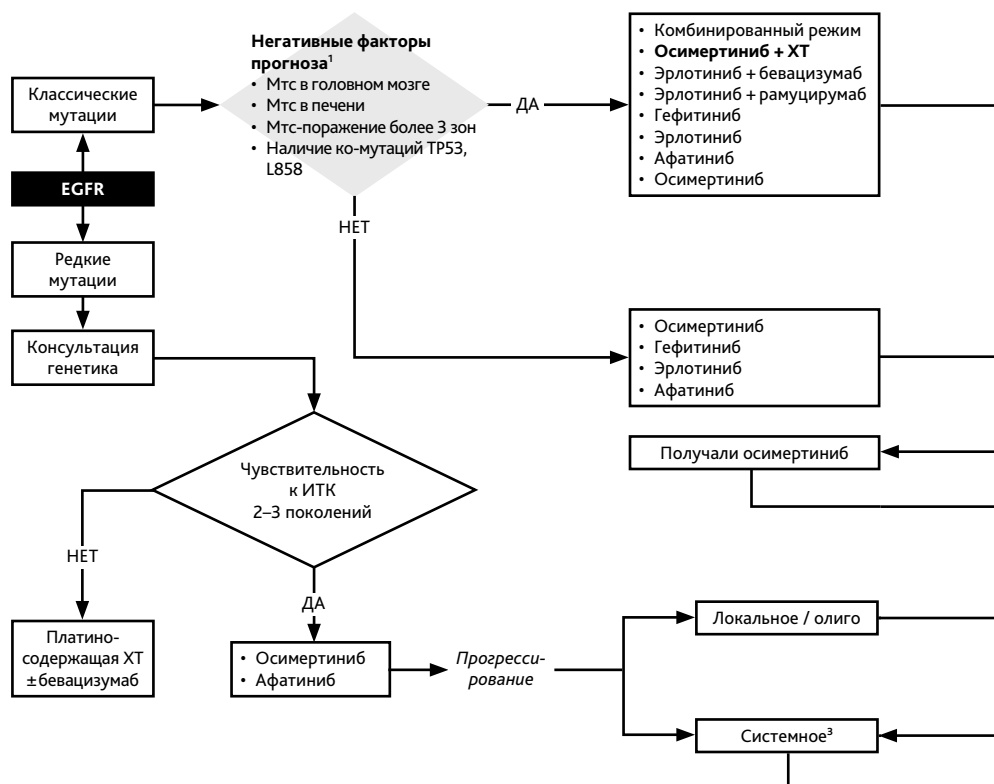 Негативные факторы
прогноза¹
• Мтс в головном мозге
• Мтс в печени
• Мтс-поражение более 3 зон
• Наличие ко-мутаций TP53,
L858
Классические
мутации
ДА
• Комбинированный режим
• Осимертиниб + ХТ
• Эрлотиниб + бевацизумаб
• Эрлотиниб + рамуцирумаб
• Гефитиниб
• Эрлотиниб
• Афатиниб
• Осимертиниб
EGFR
НЕТ
Редкие
мутации
Консультация
генетика
• Осимертиниб
• Гефитиниб
• Эрлотиниб
• Афатиниб
Получали осимертиниб
Чувствительность
к ИТК
2–3 поколений
НЕТ
ДА
Платино-
содержащая ХТ
±бевацизумаб
• Осимертиниб
• Афатиниб
Прогресси-
рование
Локальное / олиго
Системное³